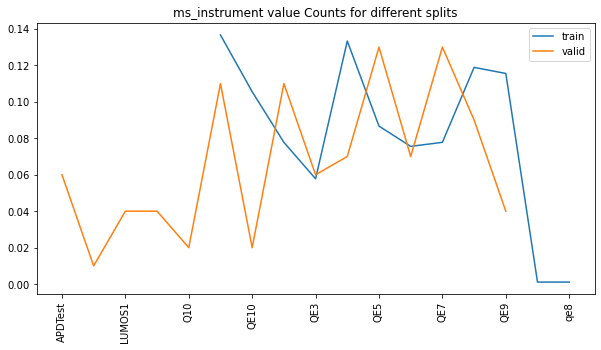 ms_instrument value Counts for different splits
train
valid
0.14
0.12
0.10
0.08
0.06
0.04
0.02
0.00
APDTest
LUMOS1
Q10
QE10
QE3
QE5
QE7
QE9
qe8